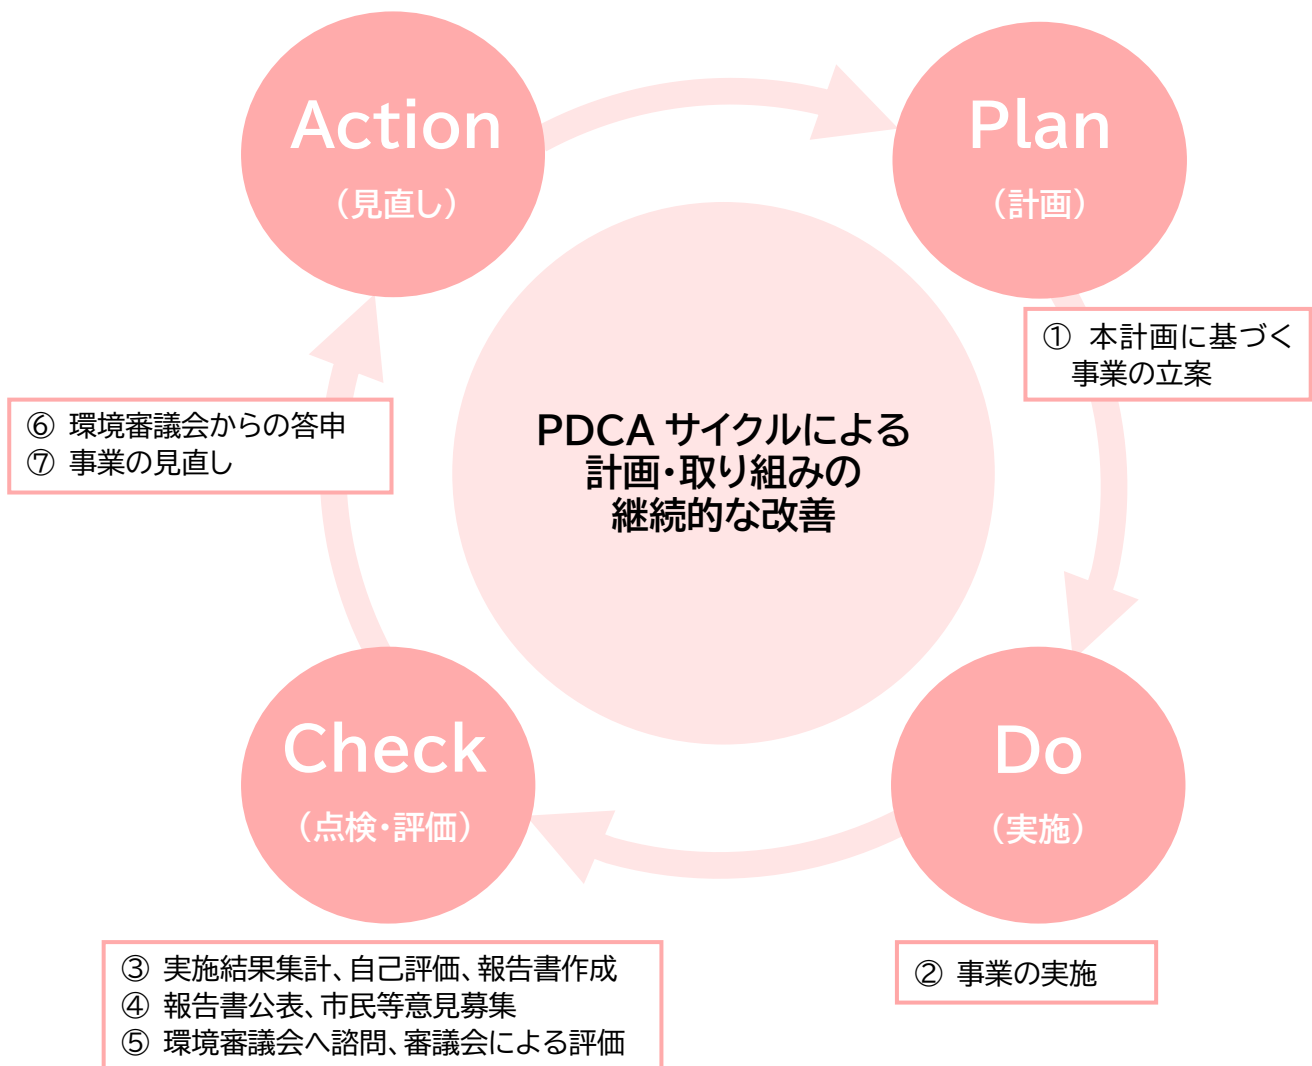 Action
（見直し）
Plan
（計画）
① 本計画に基づく
事業の立案
⑥ 環境審議会からの答申
⑦ 事業の見直し
PDCA サイクルによる
計画・取り組みの
継続的な改善
Check
（点検・評価）
Do
（実施）
③ 実施結果集計、自己評価、報告書作成
④ 報告書公表、市民等意見募集
⑤ 環境審議会へ諮問、審議会による評価
② 事業の実施